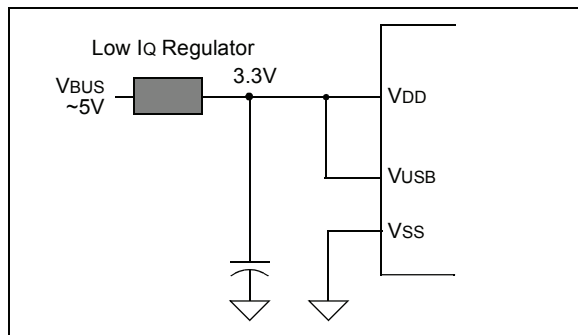 Low IQ Regulator
3.3V
VBUS
~5V
VDD
VUSB
VSS